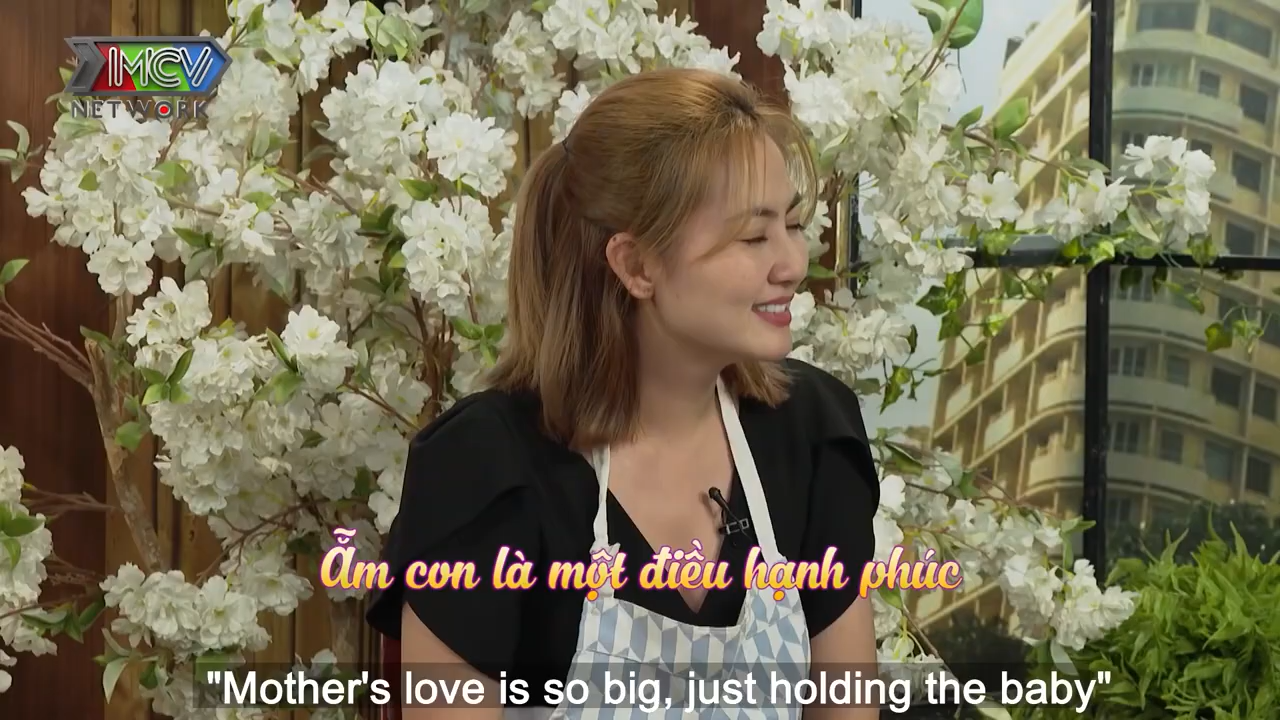 MCV
NETWORK
Ẵm con là một điều hạnh phúc
"Mother's love is so big, just holding the baby"